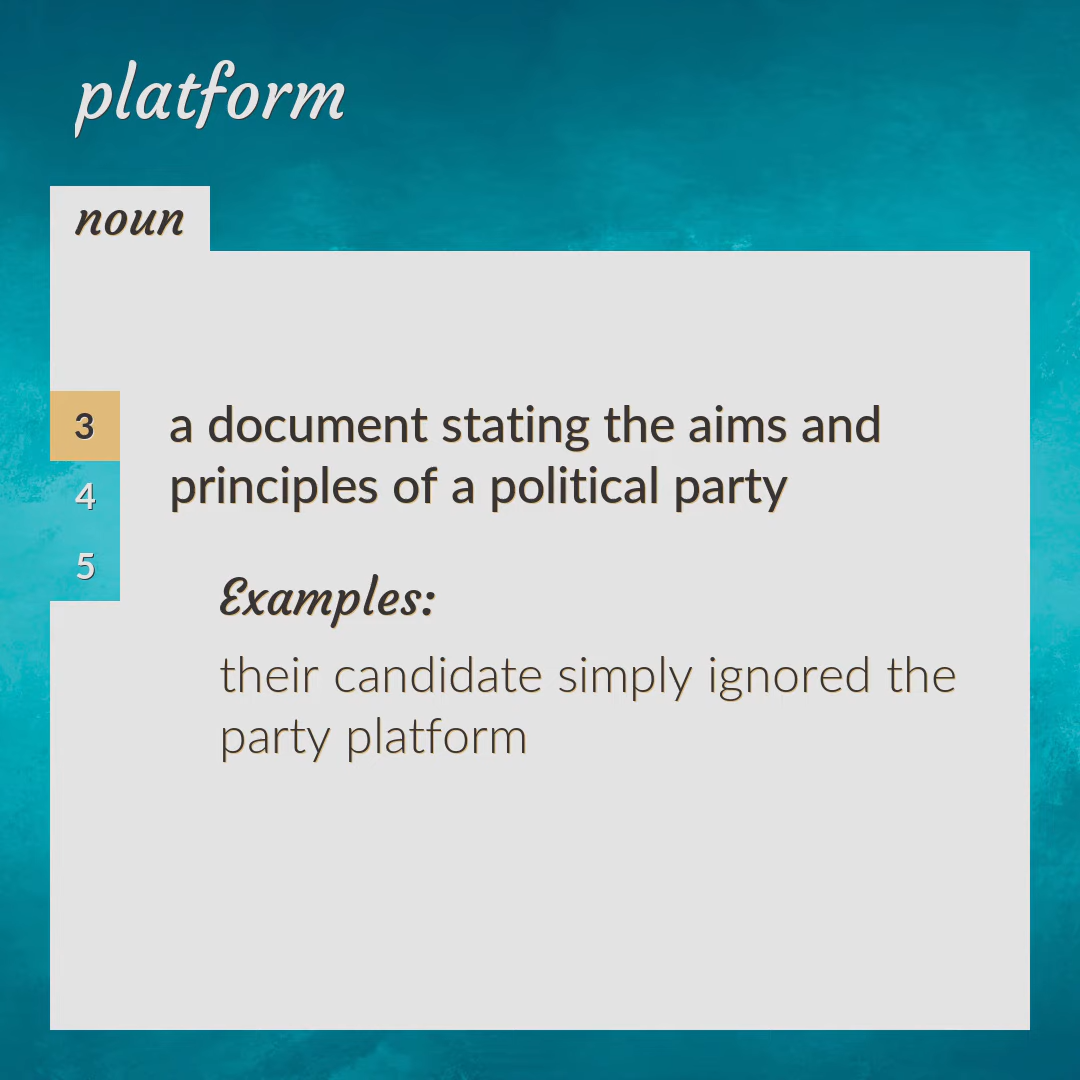 platform
noun
3
a document stating the aims and
principles of a political party
4
5
Examples:
their candidate simply ignored the
party platform